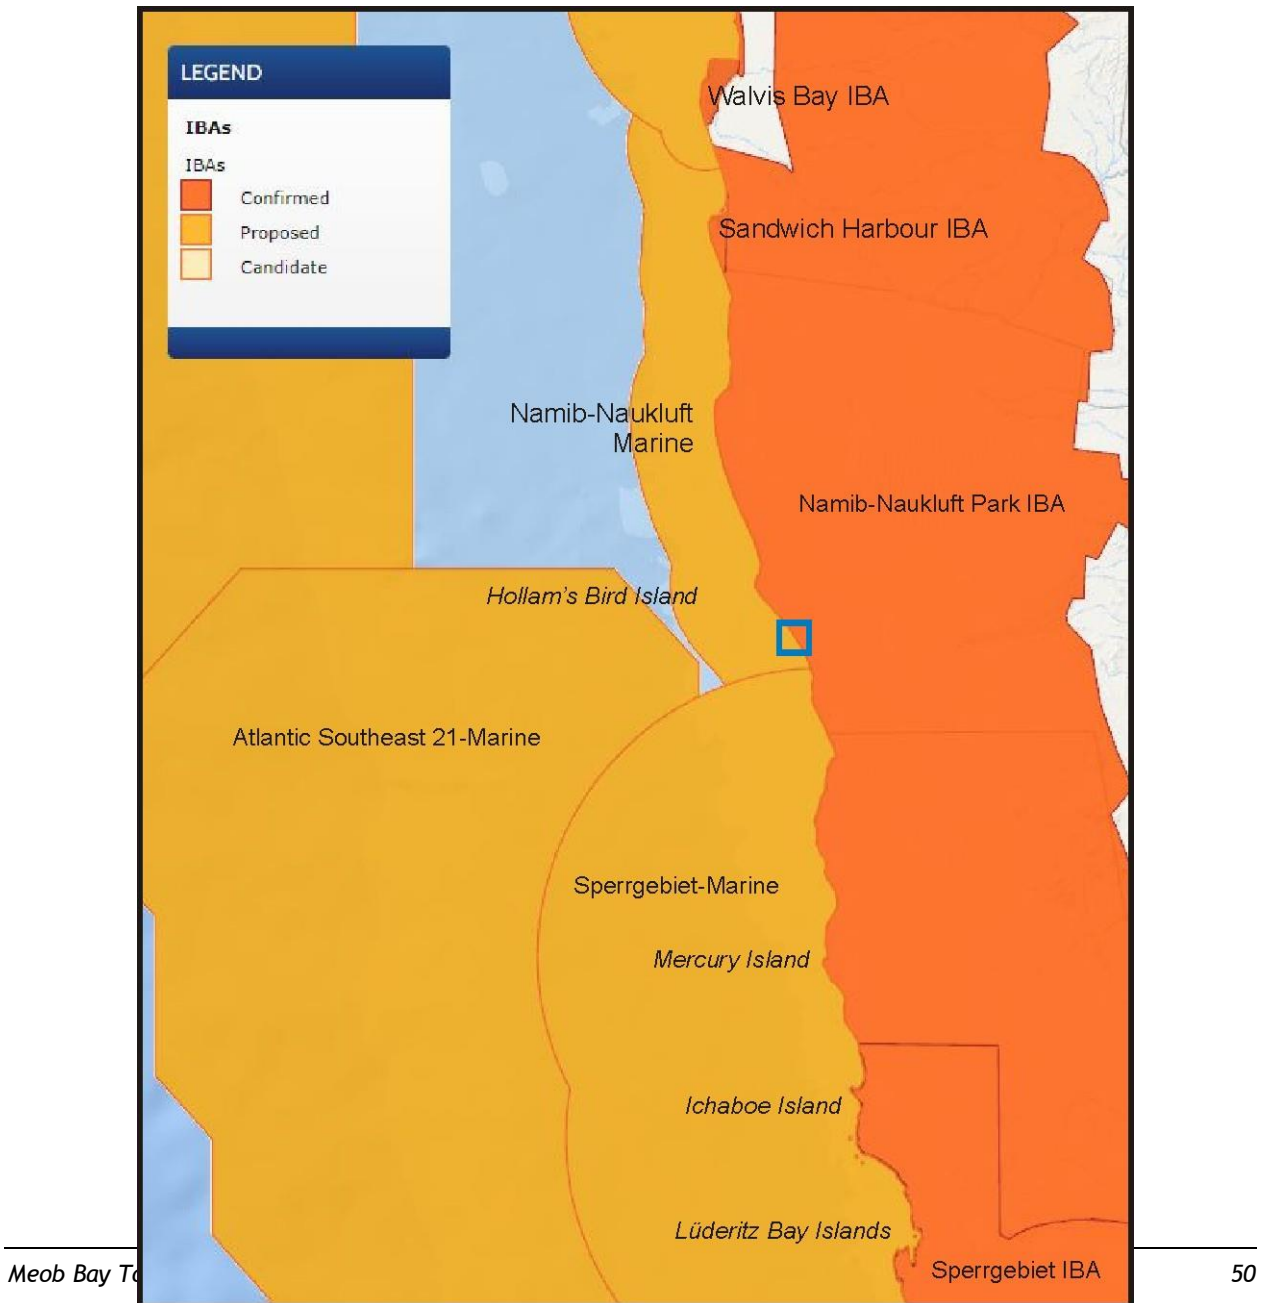 LEGEND
IBAs
IBAs
Confirmed
Proposed
Candidate
Walvis Bay IBA
Sandwich Harbour IBA
Namib-Naukluft
Marine
Namib-Naukluft Park IBA
Hollam's Bird Island
Atlantic Southeast 21-Marine
Sperrgebiet-Marine
Mercury Island
Ichaboe Island
Lüderitz Bay Islands
Sperrgebiet IBA
Meob Bay
50